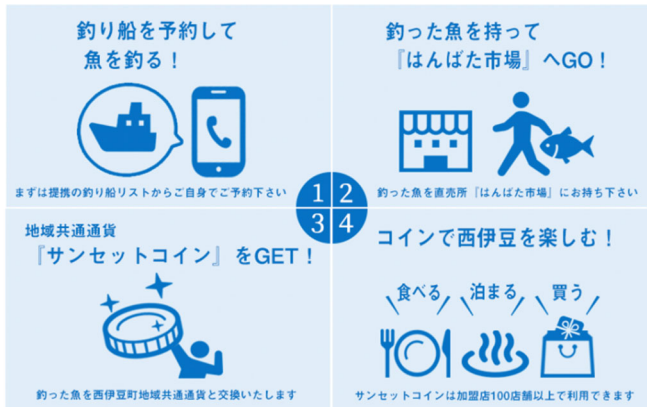 釣り船を予約して
魚を釣る！
まずは提携の釣り船リストからご自身でご予約下さい
釣った魚を持って
『はんばた市場』へGO！
釣った魚を直売所『はんばた市場』にお持ち下さい
1 2
3 4
地域共通通貨
『サンセットコイン』をGET！
釣った魚を西伊豆町地域共通通貨と交換いたします
コインで西伊豆を楽しむ！
食べる 泊まる 買う
サンセットコインは加盟店100店舗以上で利用できます